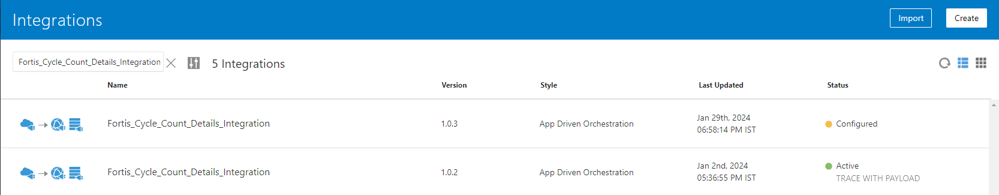 Integrations
Import
Create
Fortis_Cycle_Count_Details_Integration
5 Integrations
Name Version Style Last Updated Status
Fortis_Cycle_Count_Details_Integration 1.0.3 App Driven Orchestration Jan 29th, 2024 Configured
06:58:14 PM IST
Fortis_Cycle_Count_Details_Integration 1.0.2 App Driven Orchestration Jan 2nd, 2024 Active
05:36:55 PM IST TRACE WITH PAYLOAD